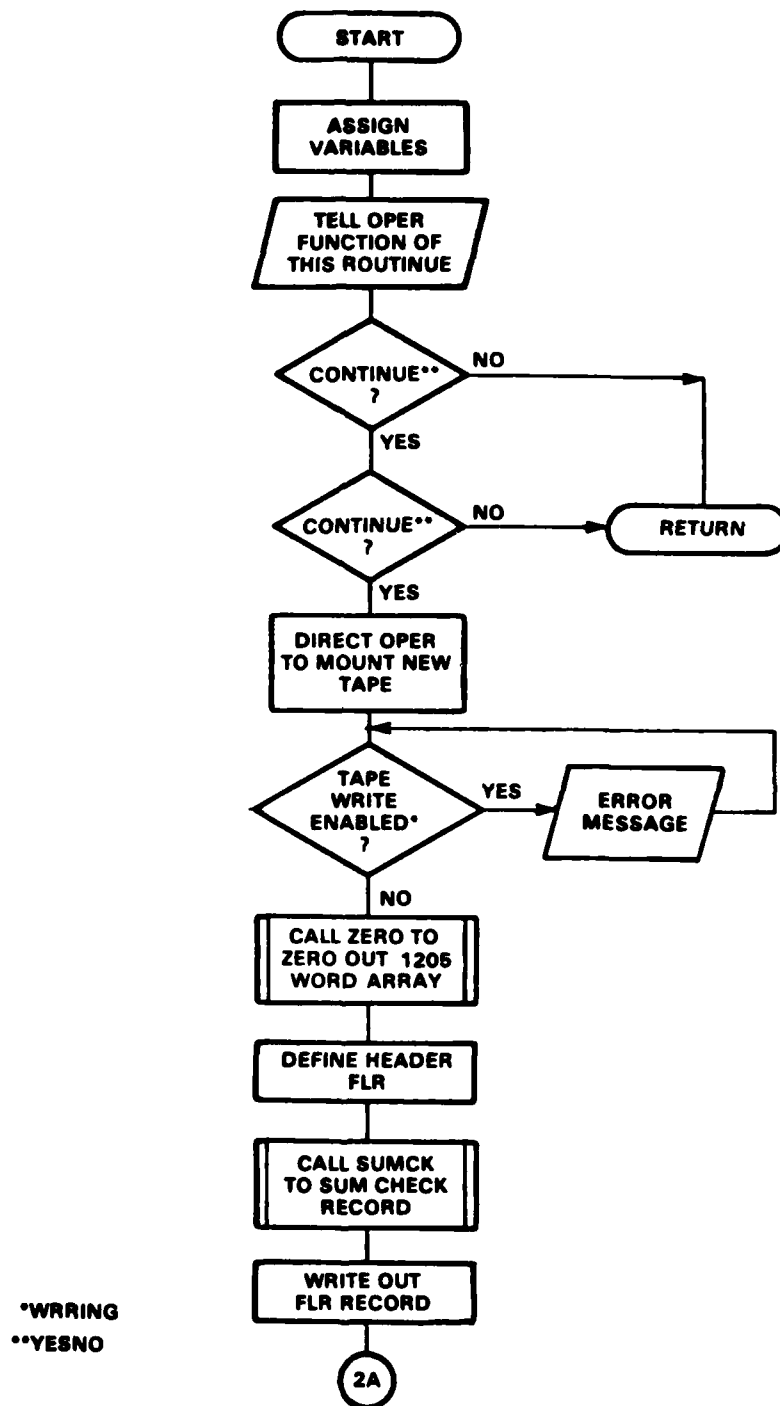 START
ASSIGN
VARIABLES
TELL OPER
FUNCTION OF
THIS ROUTINUE
CONTINUE**
?
NO
YES
CONTINUE**
?
NO
RETURN
YES
DIRECT OPER
TO MOUNT NEW
TAPE
TAPE
WRITE
ENABLED*
?
YES
ERROR
MESSAGE
NO
CALL ZERO TO
ZERO OUT 1205
WORD ARRAY
DEFINE HEADER
FLR
CALL SUMCK
TO SUM CHECK
RECORD
WRITE OUT
FLR RECORD
*WRRING
**YESNO
2A